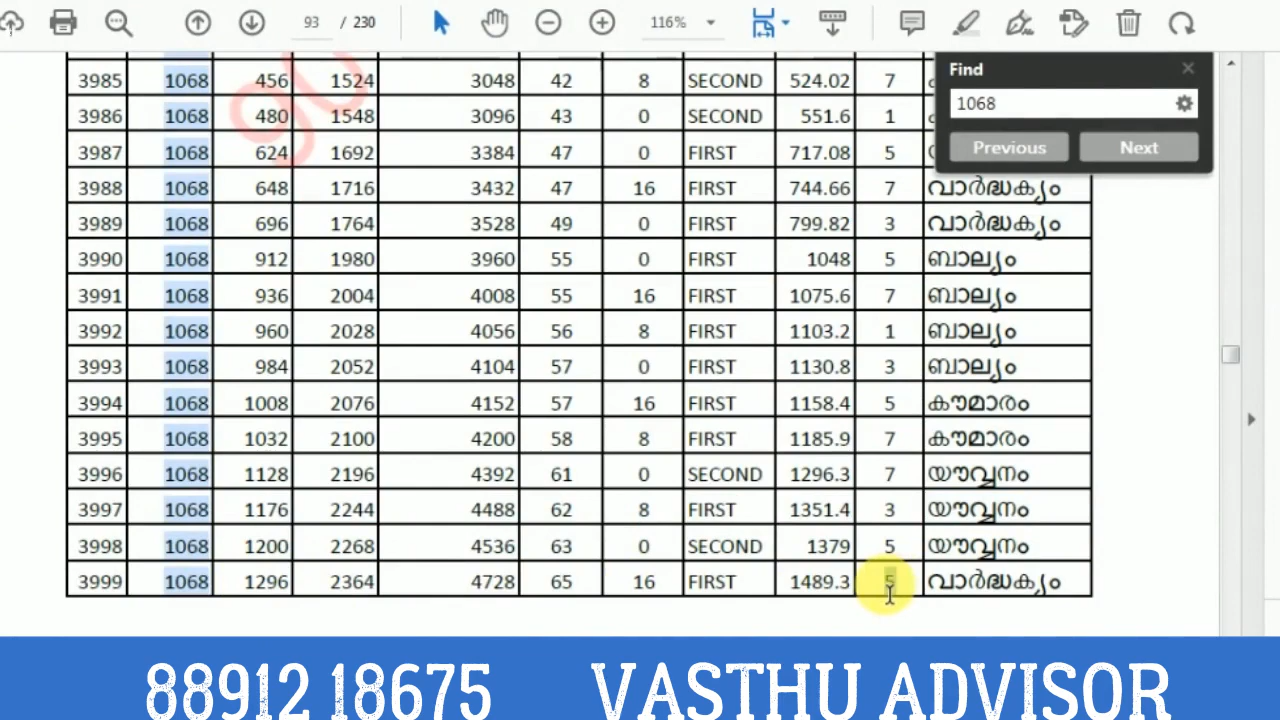 93 / 230 116%
Find
1068
Previous Next
3985 1068 456 1524 3048 42 8 SECOND 524.02 7
3986 1068 480 1548 3096 43 0 SECOND 551.6 1
3987 1068 624 1692 3384 47 0 FIRST 717.08 5
3988 1068 648 1716 3432 47 16 FIRST 744.66 7 വാർദ്ധക്യം
3989 1068 696 1764 3528 49 0 FIRST 799.82 3 വാർദ്ധക്യം
3990 1068 912 1980 3960 55 0 FIRST 1048 5 ബാല്യം
3991 1068 936 2004 4008 55 16 FIRST 1075.6 7 ബാല്യം
3992 1068 960 2028 4056 56 8 FIRST 1103.2 1 ബാല്യം
3993 1068 984 2052 4104 57 0 FIRST 1130.8 3 ബാല്യം
3994 1068 1008 2076 4152 57 16 FIRST 1158.4 5 കൗമാരം
3995 1068 1032 2100 4200 58 8 FIRST 1185.9 7 കൗമാരം
3996 1068 1128 2196 4392 61 0 SECOND 1296.3 7 യൗവ്വനം
3997 1068 1176 2244 4488 62 8 FIRST 1351.4 3 യൗവ്വനം
3998 1068 1200 2268 4536 63 0 SECOND 1379 5 യൗവ്വനം
3999 1068 1296 2364 4728 65 16 FIRST 1489.3 5 വാർദ്ധക്യം
88912 18675 VASTHU ADVISOR